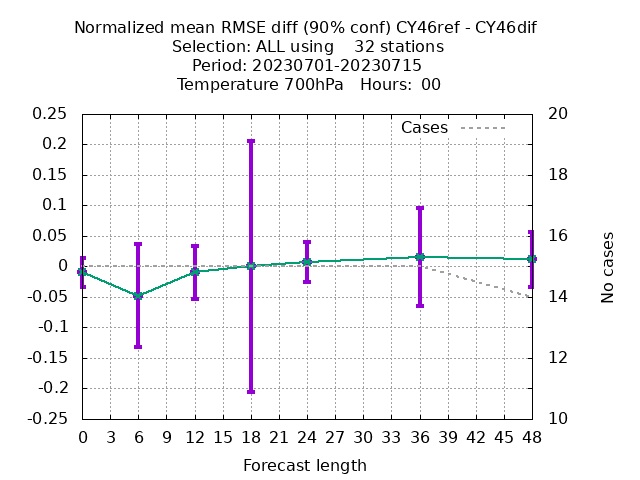 Normalized mean RMSE diff (90% conf) CY46ref - CY46dif
Selection: ALL using    32 stations
Period: 20230701-20230715
Temperature 700hPa   Hours:  00
Cases
0.25
0.2
0.15
0.1
0.05
0
-0.05
-0.1
-0.15
-0.2
-0.25
20
18
16
14
12
10
No cases
0 3 6 9 12 15 18 21 24 27 30 33 36 39 42 45 48
Forecast length